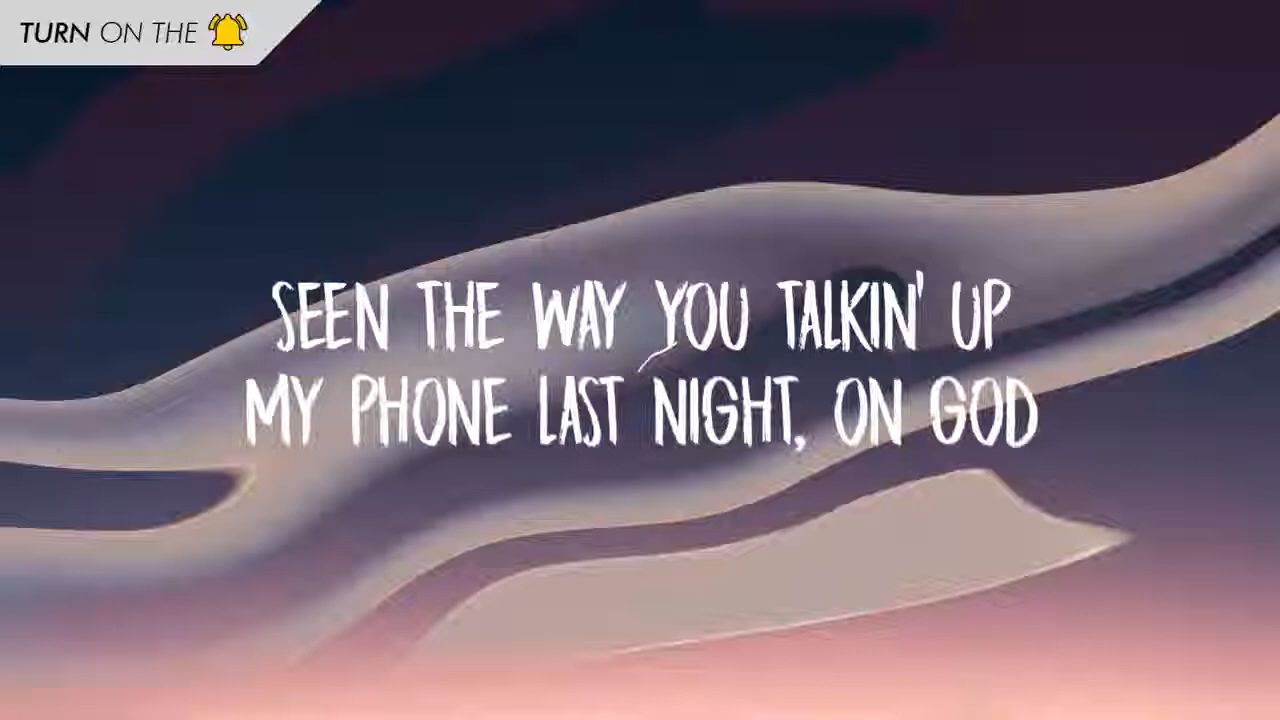 TURN ON THE
SEEN THE WAY YOU TALKIN' UP
MY PHONE LAST NIGHT, ON GOD